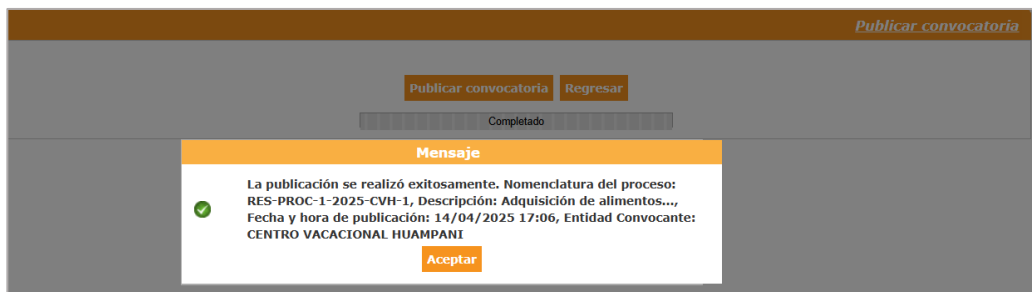 Publicar convocatoria
Publicar convocatoria Regresar
Completado
Mensaje
La publicación se realizó exitosamente. Nomenclatura del proceso:
RES-PROC-1-2025-CVH-1, Descripción: Adquisición de alimentos...,
Fecha y hora de publicación: 14/04/2025 17:06, Entidad Convocante:
CENTRO VACACIONAL HUAMPANI
Aceptar